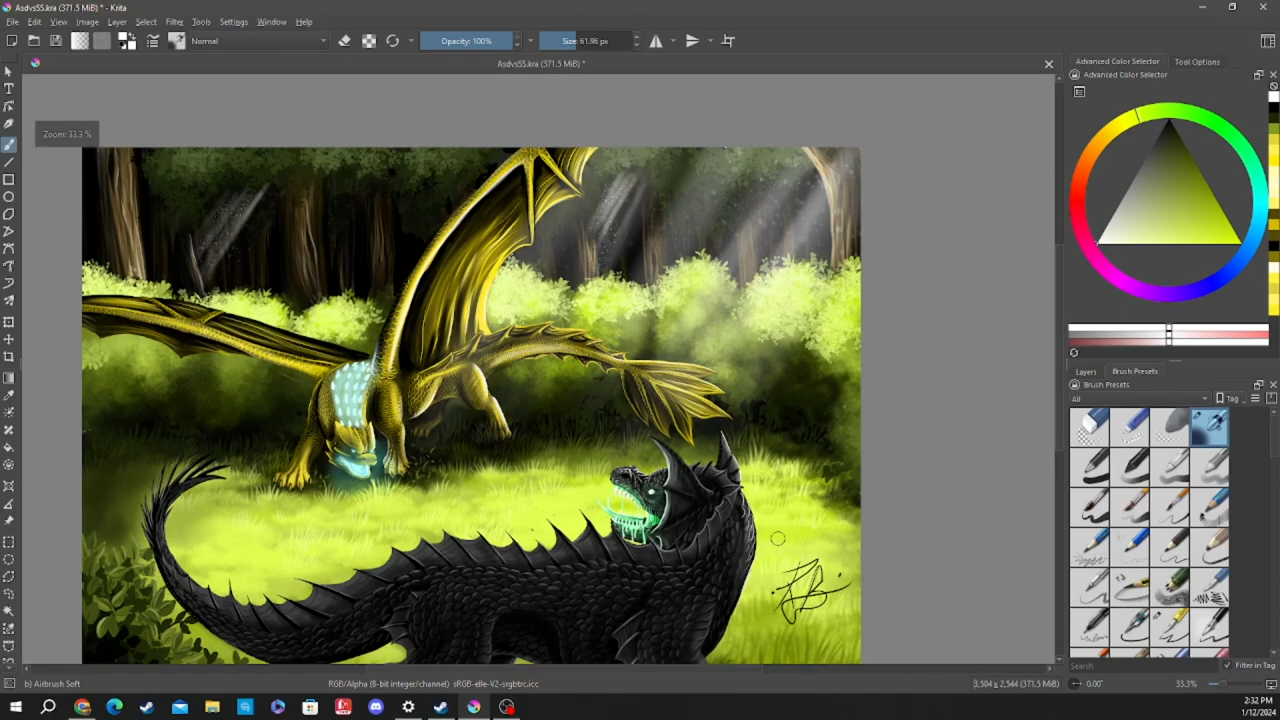 AsdvsSS.kra (371.5 MiB) * - Krita
File Edit View Image Layer Select Filter Tools Settings Window Help
Normal Opacity: 100% Size: 61.96 px
AsdvsSS.kra (371.5 MiB) *
Advanced Color Selector Tool Options
Advanced Color Selector
Zoom: 33.3 %
Layers Brush Presets
Brush Presets
All Tag
Search Filter in Tag
b) Airbrush Soft RGB/Alpha (8-bit integer/channel) sRGB-elle-V2-srgbtrc.icc 3,504 x 2,544 (371.5 MiB) 0.00° 33.3%
2:32 PM
1/12/2024